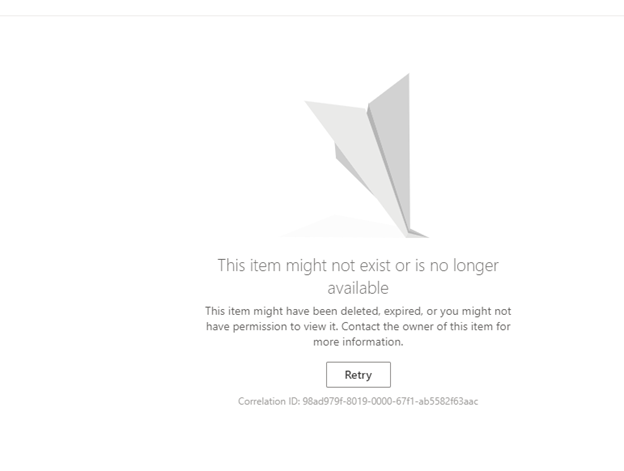 This item might not exist or is no longer
available
This item might have been deleted, expired, or you might not
have permission to view it. Contact the owner of this item for
more information.
Retry
Correlation ID: 98ad979f-8019-0000-67f1-ab5582f63aac